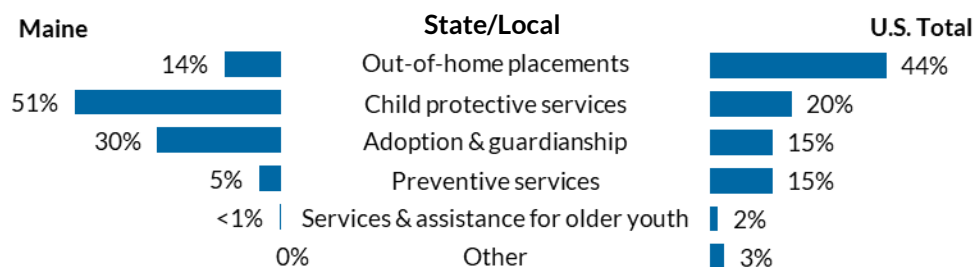 Maine State/Local U.S. Total
14% Out-of-home placements 44%
51% Child protective services 20%
30% Adoption & guardianship 15%
5% Preventive services 15%
<1% Services & assistance for older youth 2%
0% Other 3%